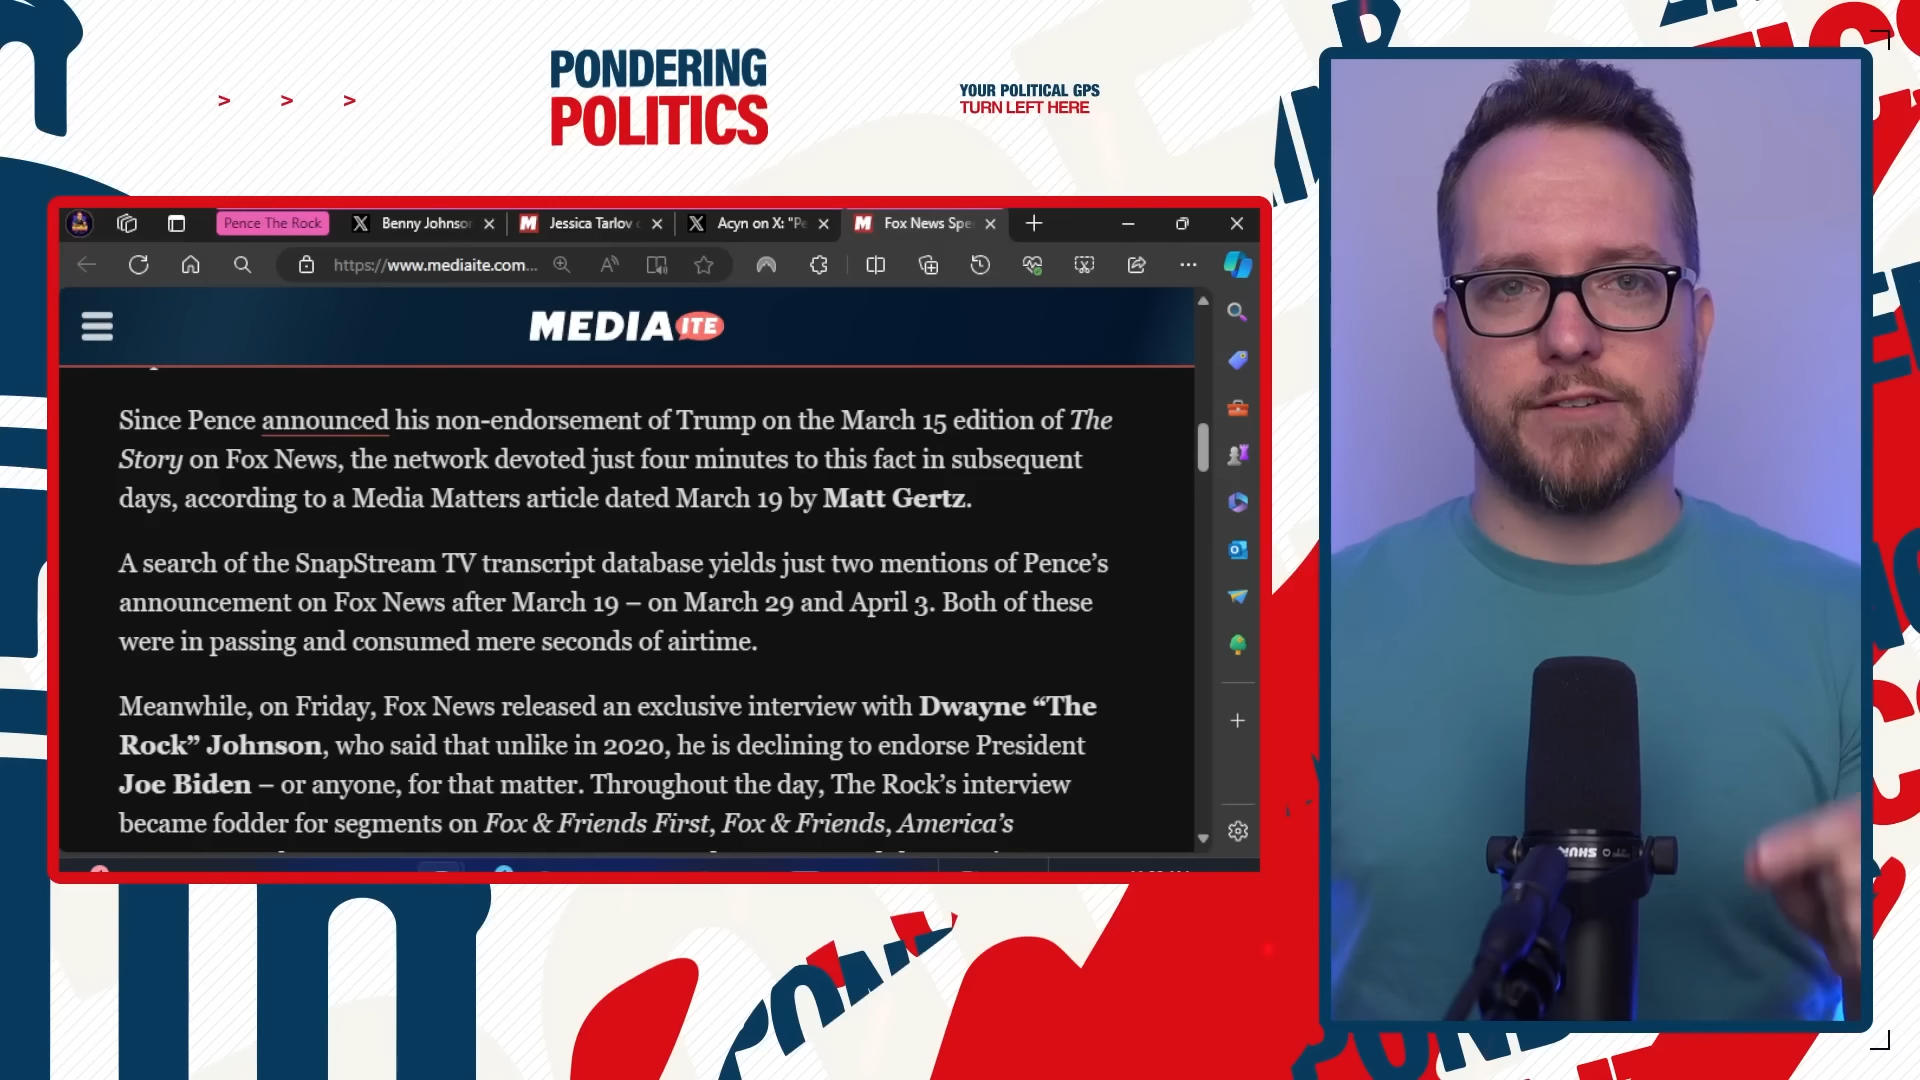 PONDERING
POLITICS
YOUR POLITICAL GPS
TURN LEFT HERE
> > >
Pence The Rock
Benny Johnson
Jessica Tarlov
Acyn on X: "Pe
Fox News Spe
https://www.mediaite.com...
MEDIAITE
Since Pence announced his non-endorsement of Trump on the March 15 edition of The
Story on Fox News, the network devoted just four minutes to this fact in subsequent
days, according to a Media Matters article dated March 19 by Matt Gertz.
A search of the SnapStream TV transcript database yields just two mentions of Pence’s
announcement on Fox News after March 19 – on March 29 and April 3. Both of these
were in passing and consumed mere seconds of airtime.
Meanwhile, on Friday, Fox News released an exclusive interview with Dwayne “The
Rock” Johnson, who said that unlike in 2020, he is declining to endorse President
Joe Biden – or anyone, for that matter. Throughout the day, The Rock’s interview
became fodder for segments on Fox & Friends First, Fox & Friends, America’s
SHURE